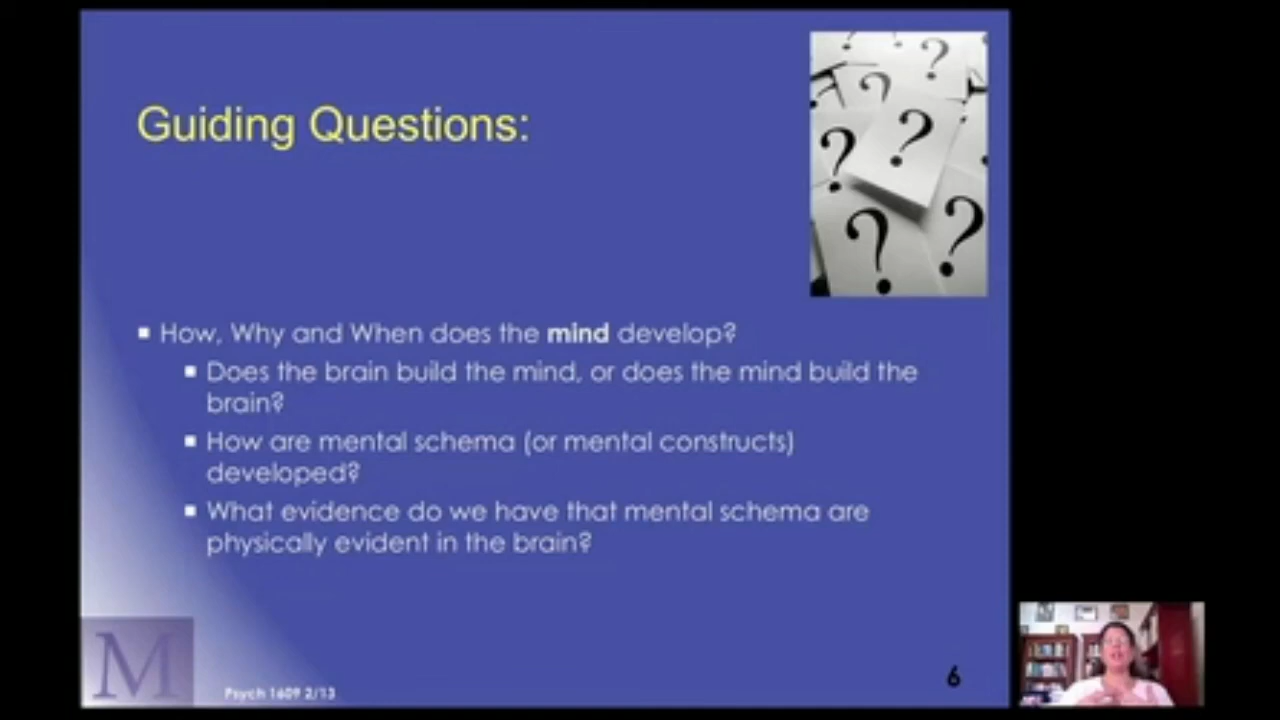 Guiding Questions:
How, Why and When does the mind develop?
Does the brain build the mind, or does the mind build the
brain?
How are mental schema (or mental constructs)
developed?
What evidence do we have that mental schema are
physically evident in the brain?
M
Psych 1609 2/13
6
? ? ? ? ? ? ?